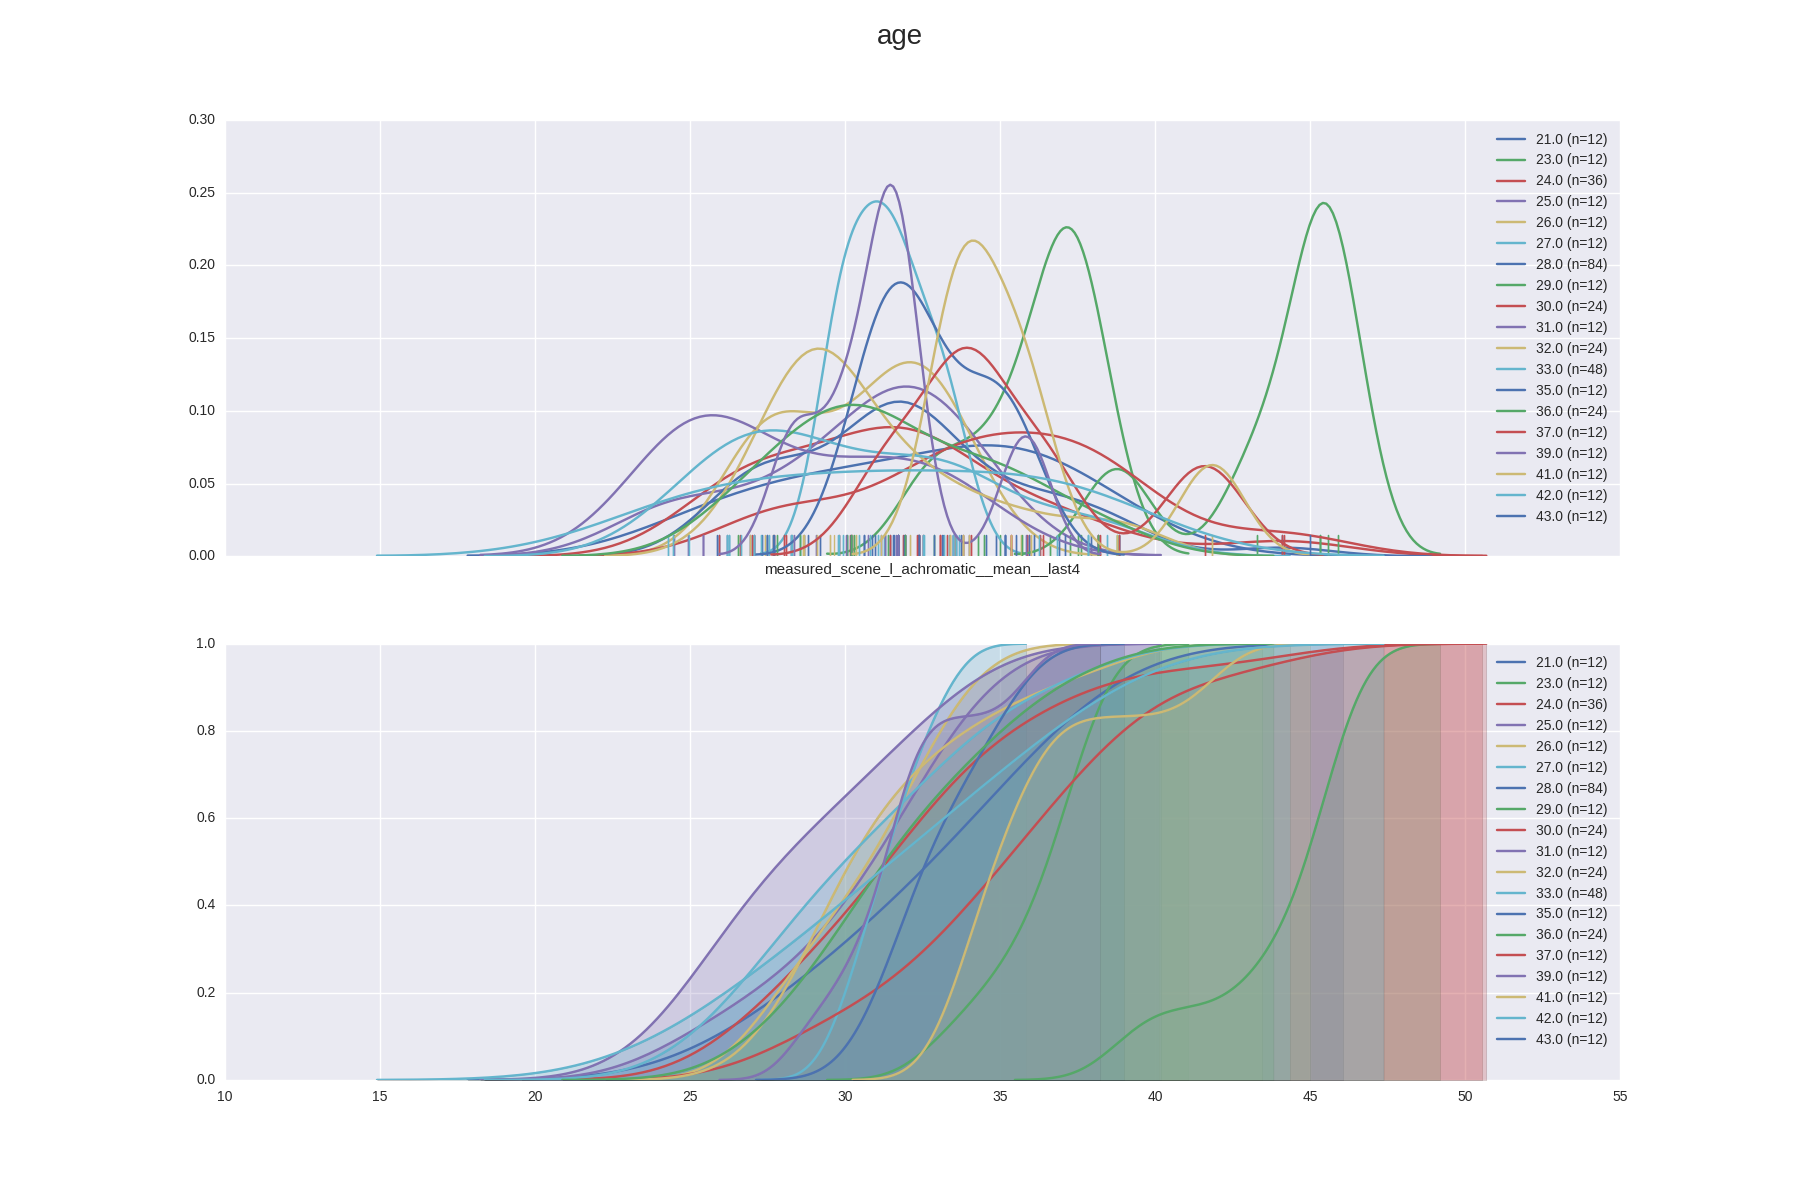 age
0.30
0.25
0.20
0.15
0.10
0.05
0.00
21.0 (n=12)
23.0 (n=12)
24.0 (n=36)
25.0 (n=12)
26.0 (n=12)
27.0 (n=12)
28.0 (n=84)
29.0 (n=12)
30.0 (n=24)
31.0 (n=12)
32.0 (n=24)
33.0 (n=48)
35.0 (n=12)
36.0 (n=24)
37.0 (n=12)
39.0 (n=12)
41.0 (n=12)
42.0 (n=12)
43.0 (n=12)
measured_scene_l_achromatic__mean__last4
1.0
0.8
0.6
0.4
0.2
0.0
21.0 (n=12)
23.0 (n=12)
24.0 (n=36)
25.0 (n=12)
26.0 (n=12)
27.0 (n=12)
28.0 (n=84)
29.0 (n=12)
30.0 (n=24)
31.0 (n=12)
32.0 (n=24)
33.0 (n=48)
35.0 (n=12)
36.0 (n=24)
37.0 (n=12)
39.0 (n=12)
41.0 (n=12)
42.0 (n=12)
43.0 (n=12)
10 15 20 25 30 35 40 45 50 55